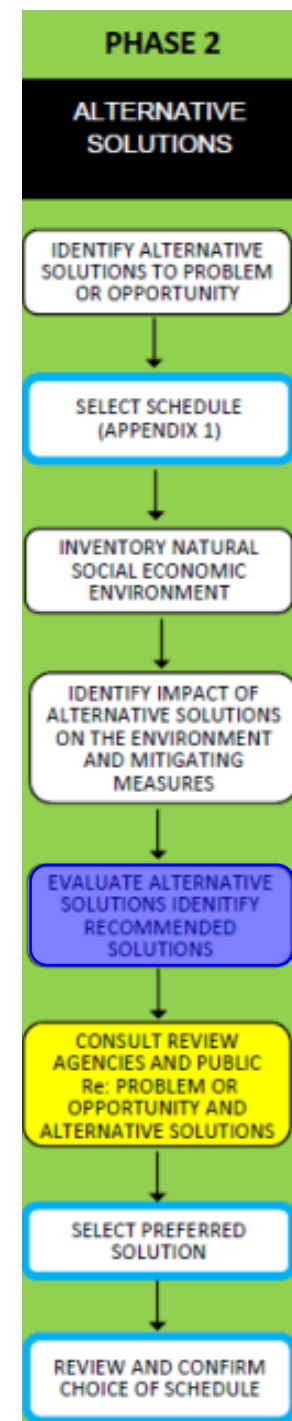 PHASE 2
ALTERNATIVE
SOLUTIONS
IDENTIFY ALTERNATIVE
SOLUTIONS TO PROBLEM
OR OPPORTUNITY
SELECT SCHEDULE
(APPENDIX 1)
INVENTORY NATURAL
SOCIAL ECONOMIC
ENVIRONMENT
IDENTIFY IMPACT OF
ALTERNATIVE SOLUTIONS
ON THE ENVIRONMENT
AND MITIGATING
MEASURES
EVALUATE ALTERNATIVE
SOLUTIONS IDENITIFY
RECOMMENDED
SOLUTIONS
CONSULT REVIEW
AGENCIES AND PUBLIC
Re: PROBLEM OR
OPPORTUNITY AND
ALTERNATIVE SOLUTIONS
SELECT PREFERRED
SOLUTION
REVIEW AND CONFIRM
CHOICE OF SCHEDULE